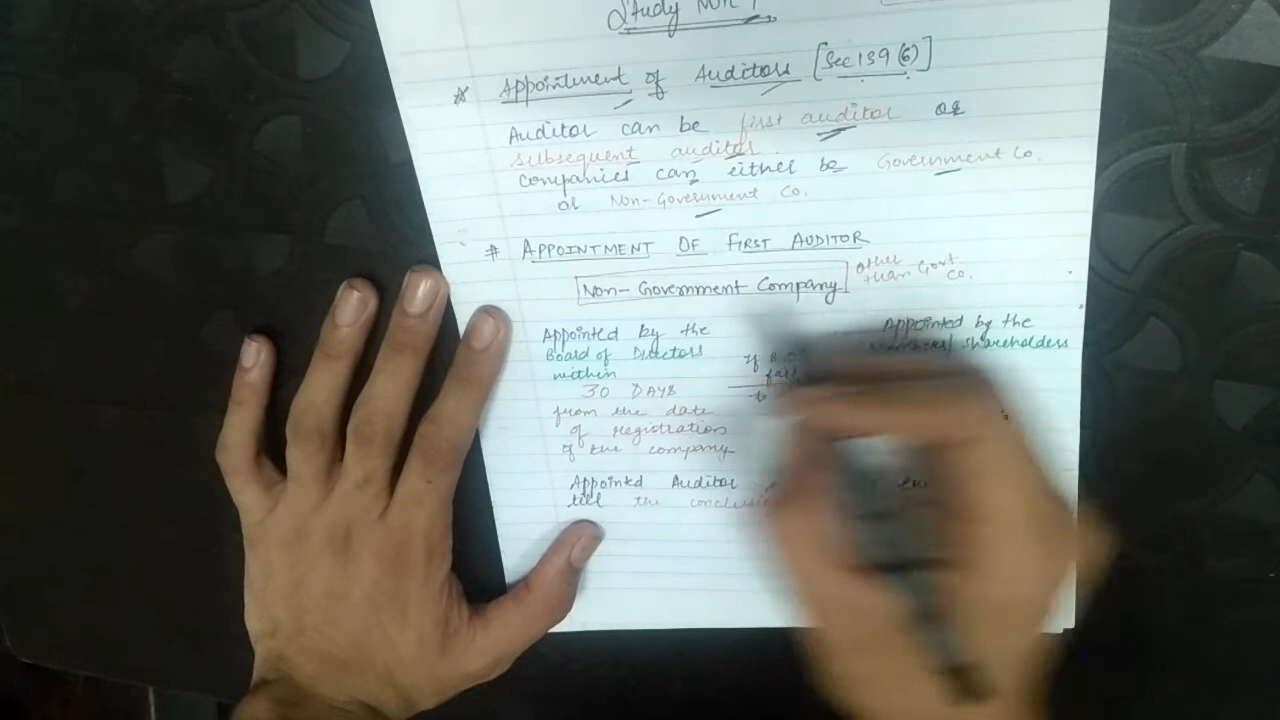 Study
* Appointment of Auditors [Sec 139 (6)]
Auditor can be first auditor or
subsequent auditor.
companies can either be Government Co.
or Non-Government Co.
# APPOINTMENT OF FIRST AUDITOR
Non-Government Company
other
than Govt
Co.
Appointed by the
Board of Directors
within
30 DAYS
from the date
of registration
of the company
If B.O
fail
to
Appointed by the
shareholders
Appointed Auditor
till the